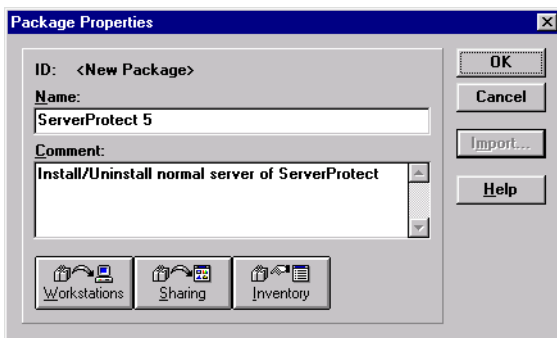 Package Properties
ID: <New Package>
Name:
ServerProtect 5
Comment:
Install/Uninstall normal server of ServerProtect
Workstations
Sharing
Inventory
OK
Cancel
Import...
Help